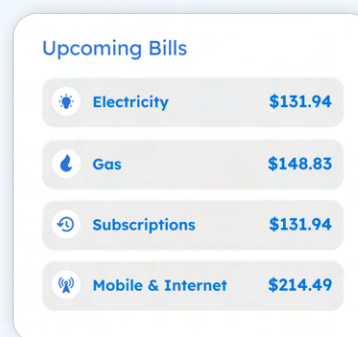 Upcoming Bills
Electricity $131.94
Gas $148.83
Subscriptions $131.94
Mobile & Internet $214.49